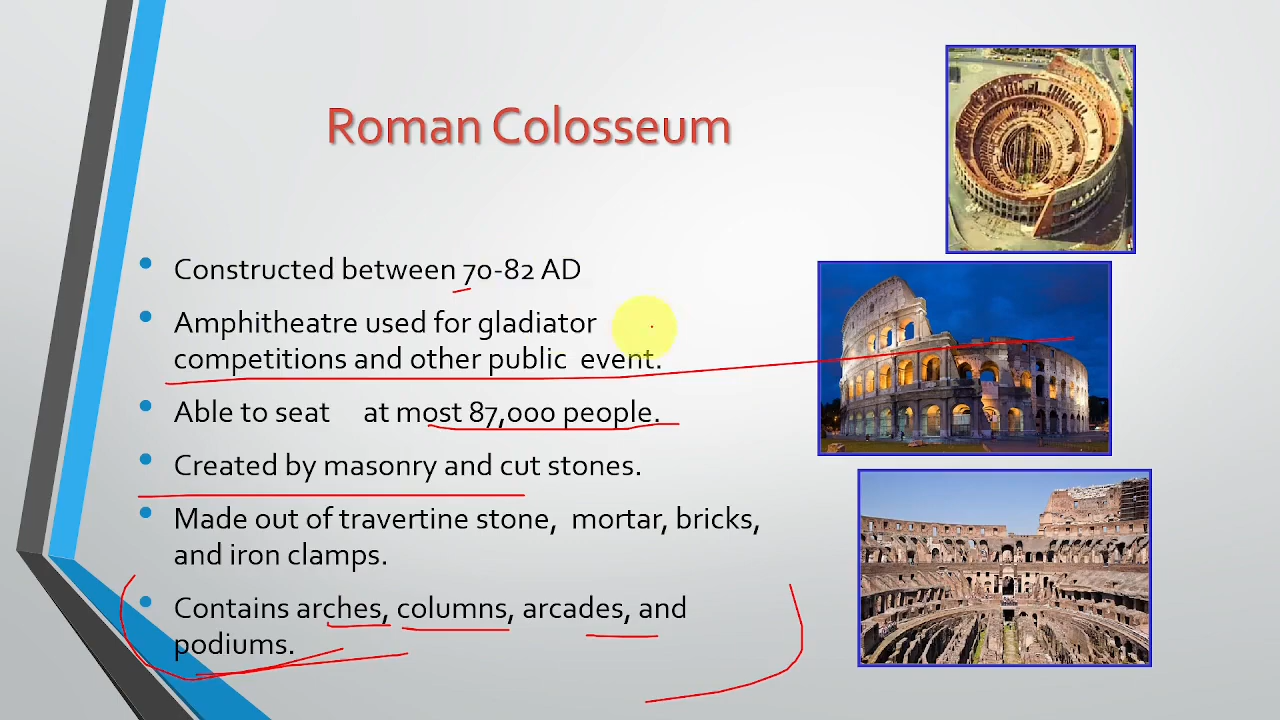 Roman Colosseum
• Constructed between 70-82 AD
• Amphitheatre used for gladiator
competitions and other public event.
• Able to seat at most 87,000 people.
• Created by masonry and cut stones.
• Made out of travertine stone, mortar, bricks,
and iron clamps.
• Contains arches, columns, arcades, and
podiums.